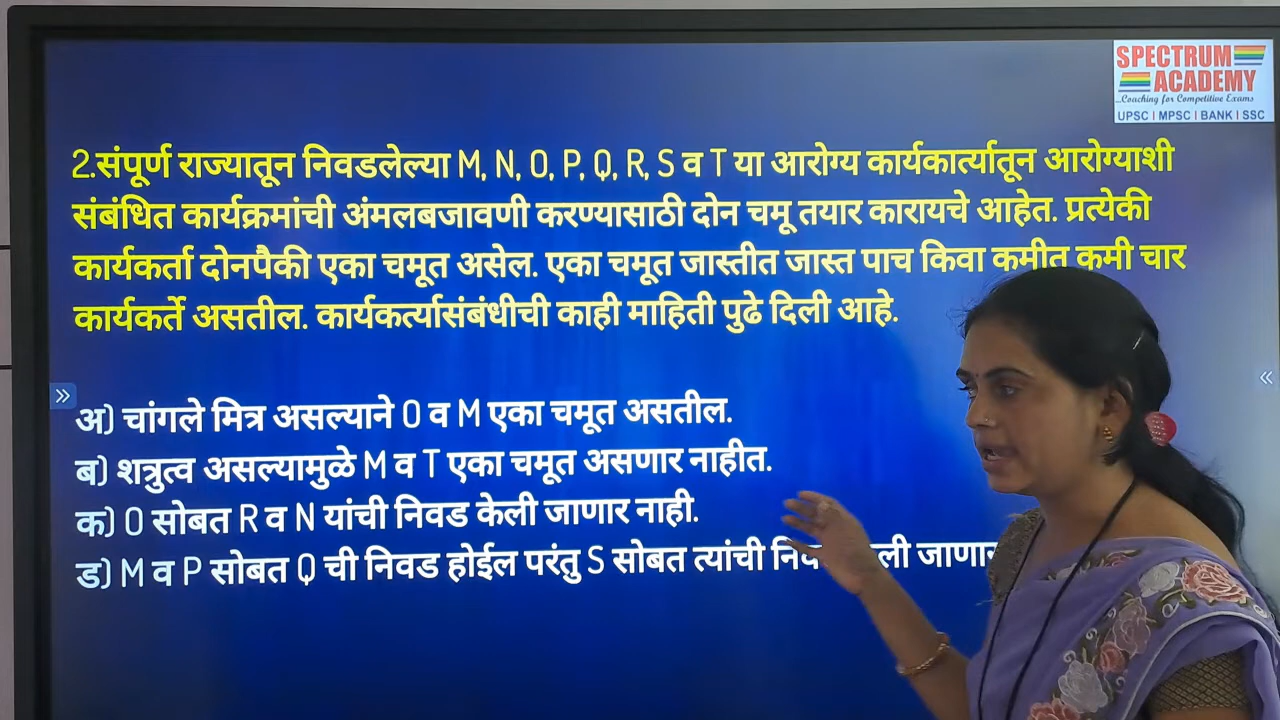 SPECTRUM
ACADEMY
...Coaching for Competitive Exams
UPSC | MPSC | BANK | SSC
2.संपूर्ण राज्यातून निवडलेल्या M, N, O, P, Q, R, S व T या आरोग्य कार्यकार्त्यातून आरोग्याशी
संबंधित कार्यक्रमांची अंमलबजावणी करण्यासाठी दोन चमू तयार कारायचे आहेत. प्रत्येकी
कार्यकर्ता दोनपैकी एका चमूत असेल. एका चमूत जास्तीत जास्त पाच किवा कमीत कमी चार
कार्यकर्ते असतील. कार्यकर्त्यासंबंधीची काही माहिती पुढे दिली आहे.
अ) चांगले मित्र असल्याने O व M एका चमूत असतील.
ब) शत्रुत्व असल्यामुळे M व T एका चमूत असणार नाहीत.
क) O सोबत R व N यांची निवड केली जाणार नाही.
ड) M व P सोबत Q ची निवड होईल परंतु S सोबत त्यांची